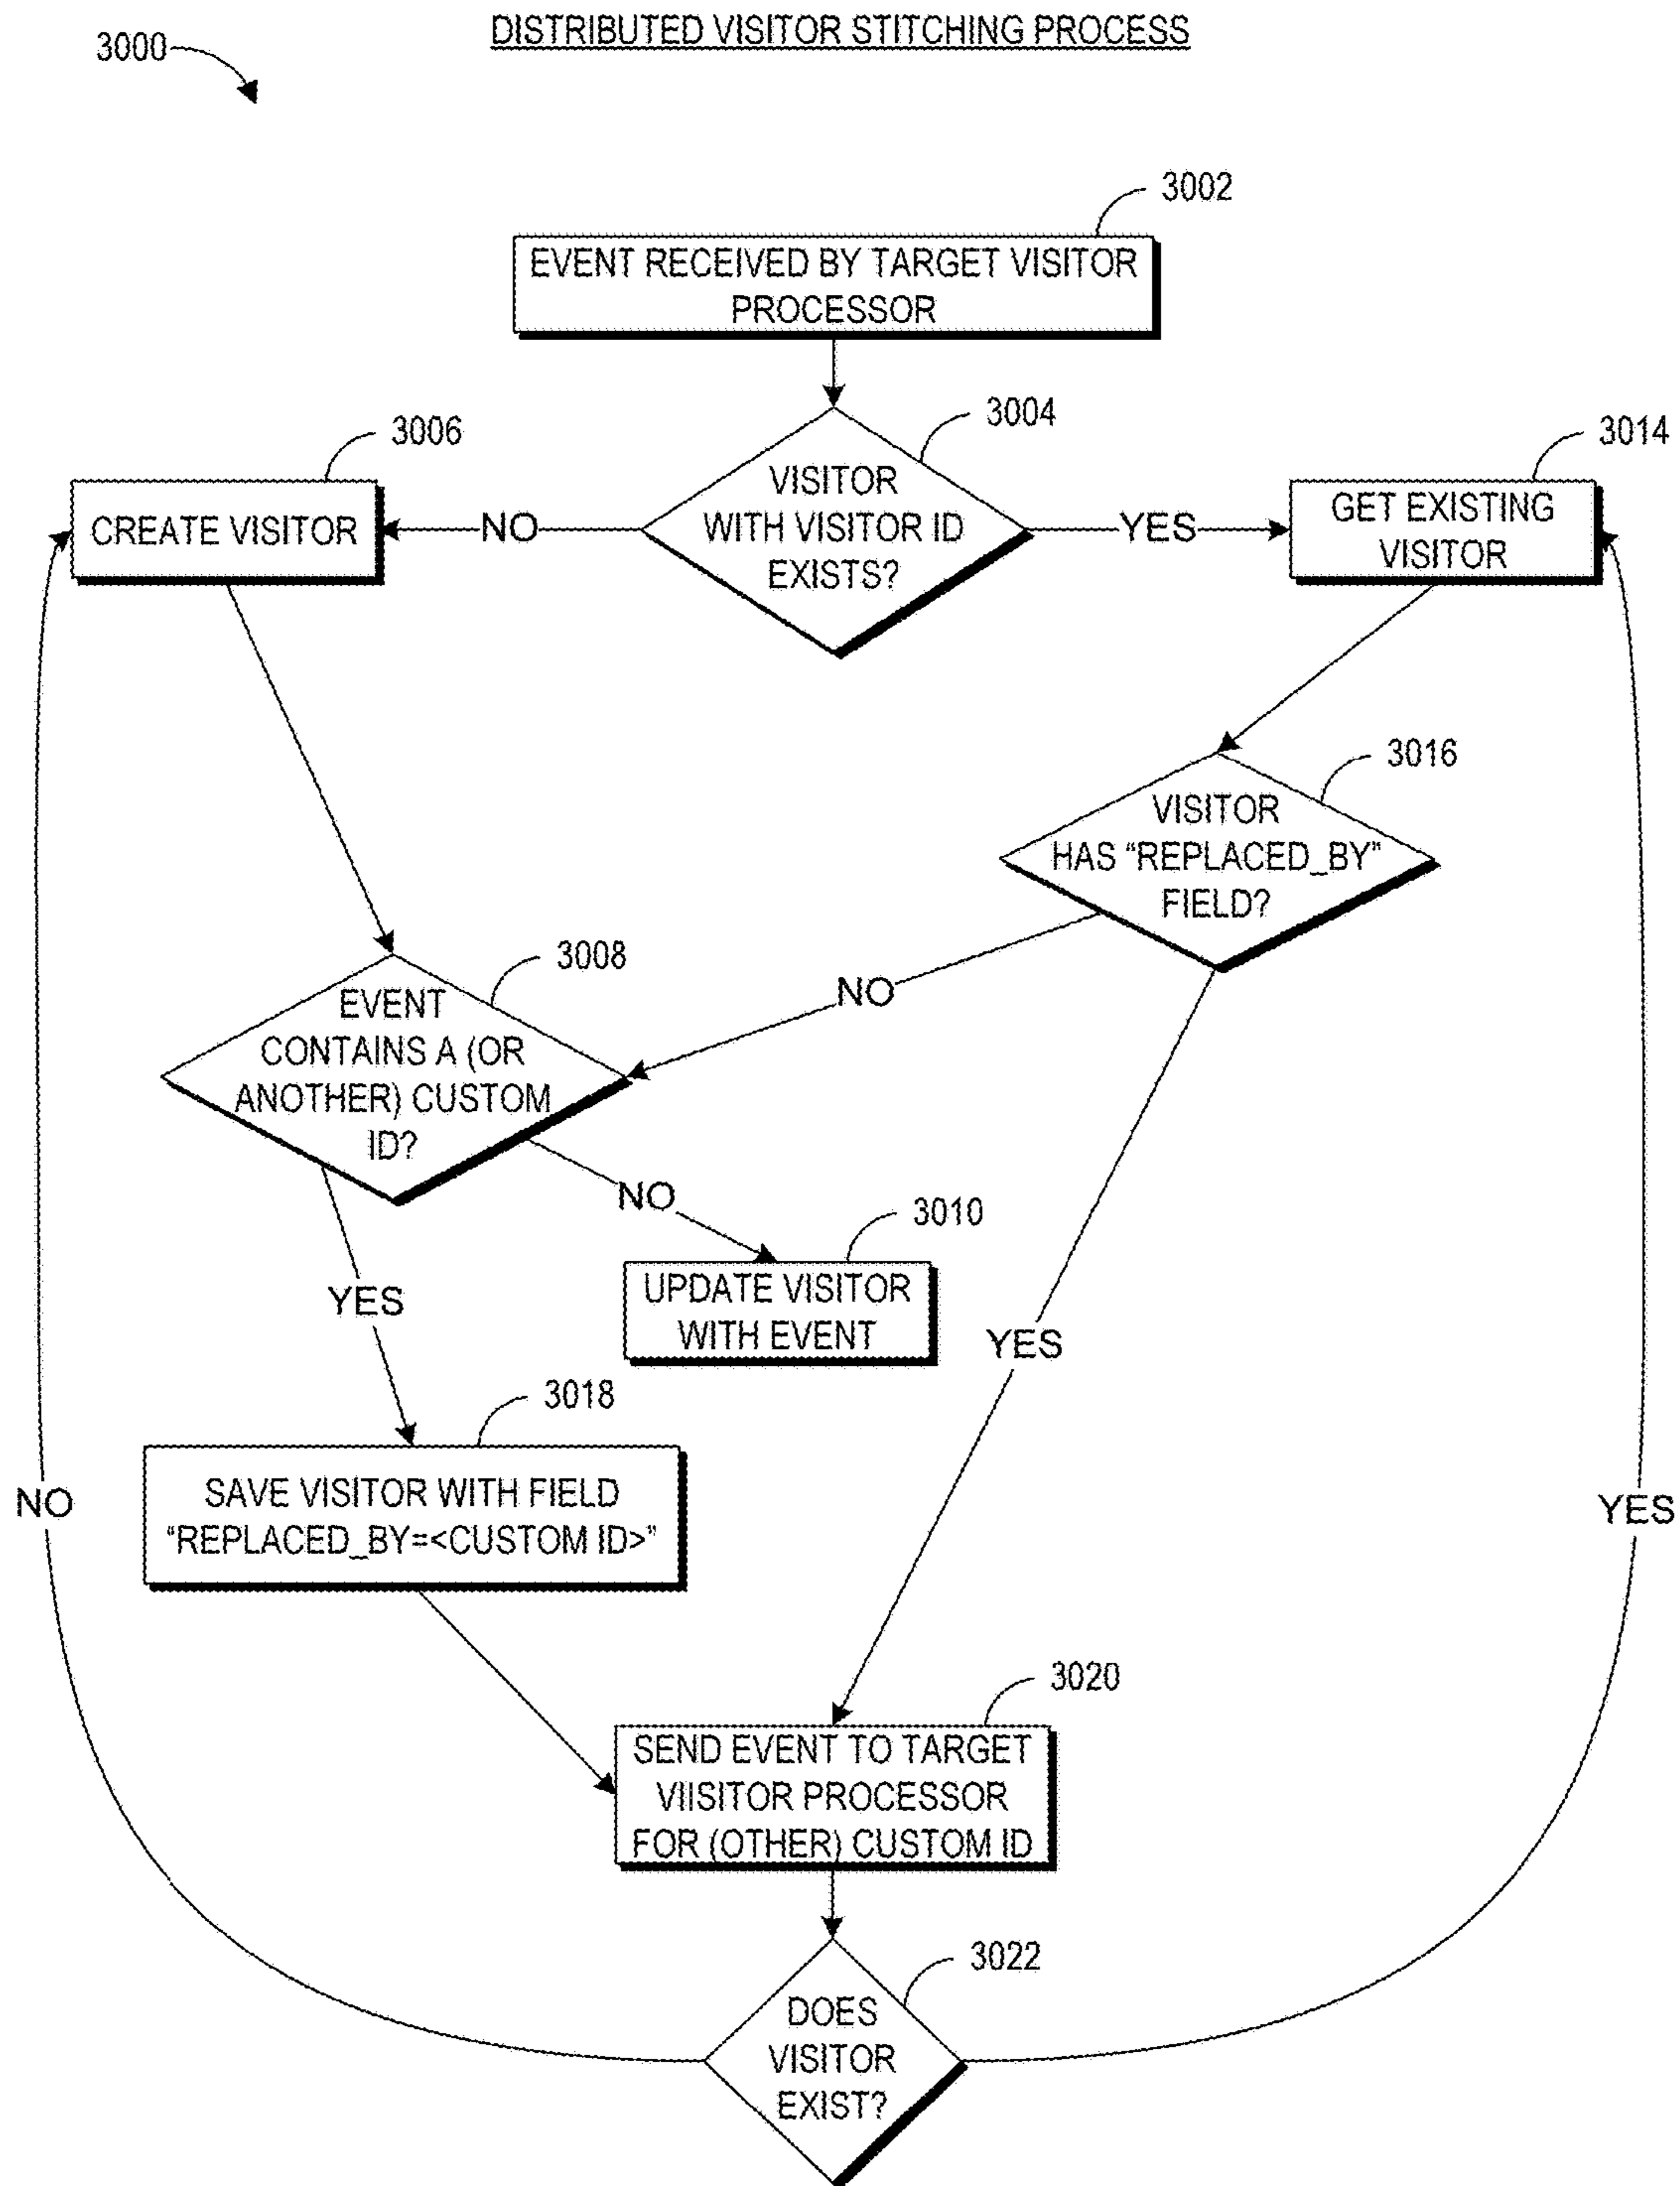 DISTRIBUTED VISITOR STITCHING PROCESS
3000
3002
EVENT RECEIVED BY TARGET VISITOR
PROCESSOR
3004
VISITOR
WITH VISITOR ID
EXISTS?
NO
YES
3006
CREATE VISITOR
3014
GET EXISTING
VISITOR
3016
VISITOR
HAS “REPLACED_BY”
FIELD?
NO
YES
3008
EVENT
CONTAINS A (OR
ANOTHER) CUSTOM
ID?
NO
YES
3010
UPDATE VISITOR
WITH EVENT
3018
SAVE VISITOR WITH FIELD
“REPLACED_BY=<CUSTOM ID>”
3020
SEND EVENT TO TARGET
VIISITOR PROCESSOR
FOR (OTHER) CUSTOM ID
3022
DOES
VISITOR
EXIST?
NO
YES